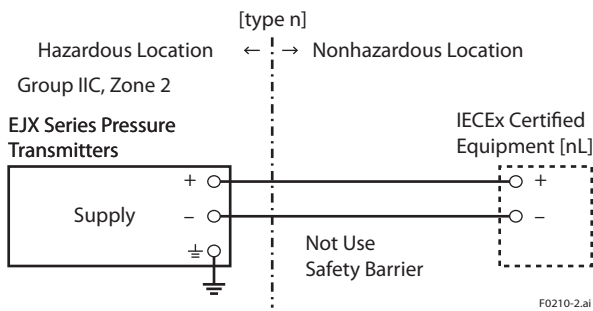 [type n]
Hazardous Location ← → Nonhazardous Location
Group IIC, Zone 2
EJX Series Pressure
Transmitters
IECEx Certified
Equipment [nL]
+ +
Supply – –
Not Use
Safety Barrier
F0210-2.ai